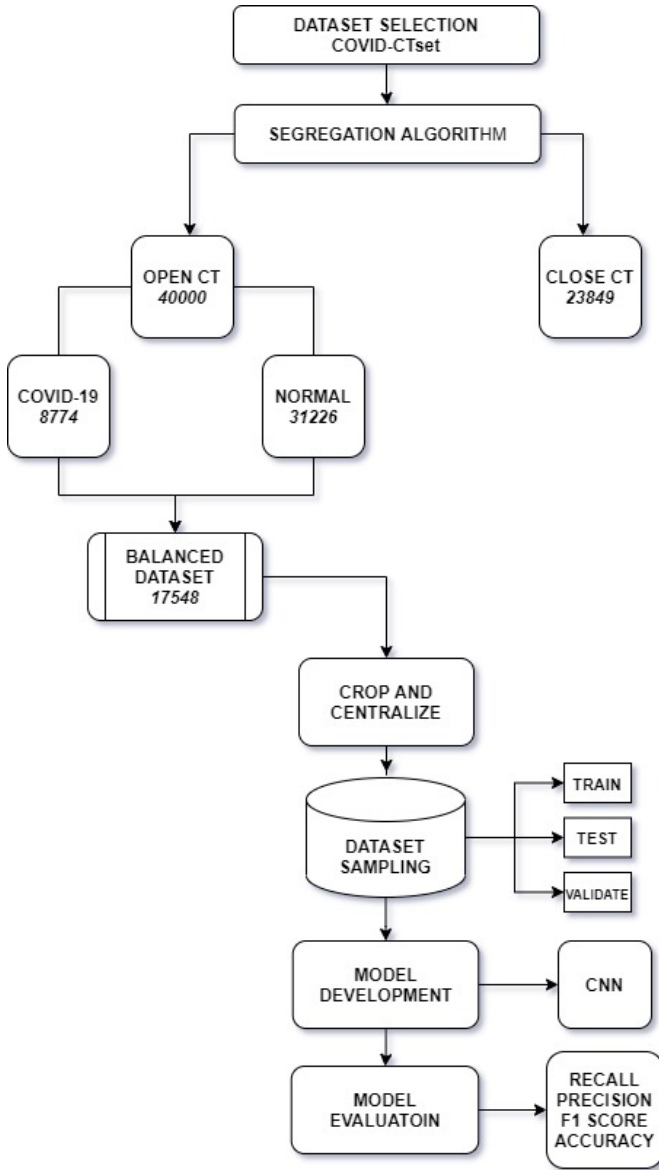 DATASET SELECTION
COVID-CTset
SEGREGATION ALGORITHM
OPEN CT
40000
CLOSE CT
23849
COVID-19
8774
NORMAL
31226
BALANCED
DATASET
17548
CROP AND
CENTRALIZE
DATASET
SAMPLING
TRAIN
TEST
VALIDATE
MODEL
DEVELOPMENT
CNN
MODEL
EVALUATOIN
RECALL
PRECISION
F1 SCORE
ACCURACY